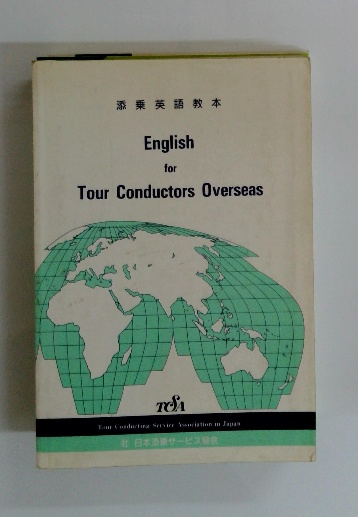 添乗英語教本
English
for
Tour Conductors Overseas
TCSA
Tour Conducting Service Association in Japan
㈳ 日本添乗サービス協会